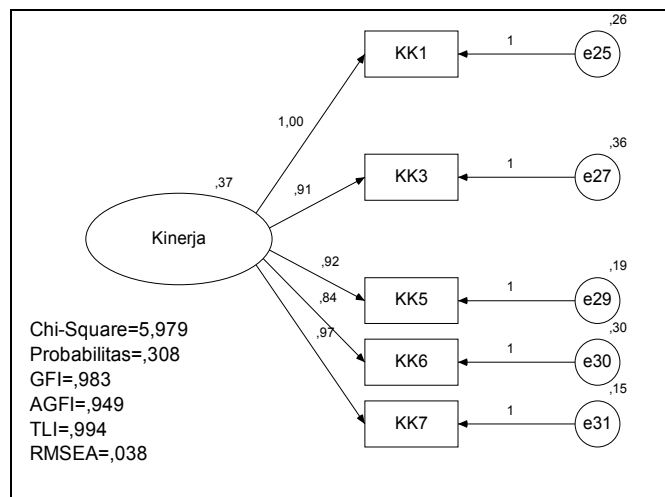 ,26
KK1
1
e25
1,00
,36
,37
KK3
1
e27
,91
Kinerja
,92
,19
KK5
1
e29
,84
,30
KK6
1
e30
,97
,15
KK7
1
e31
Chi-Square=5,979
Probabilitas=,308
GFI=,983
AGFI=,949
TLI=,994
RMSEA=,038